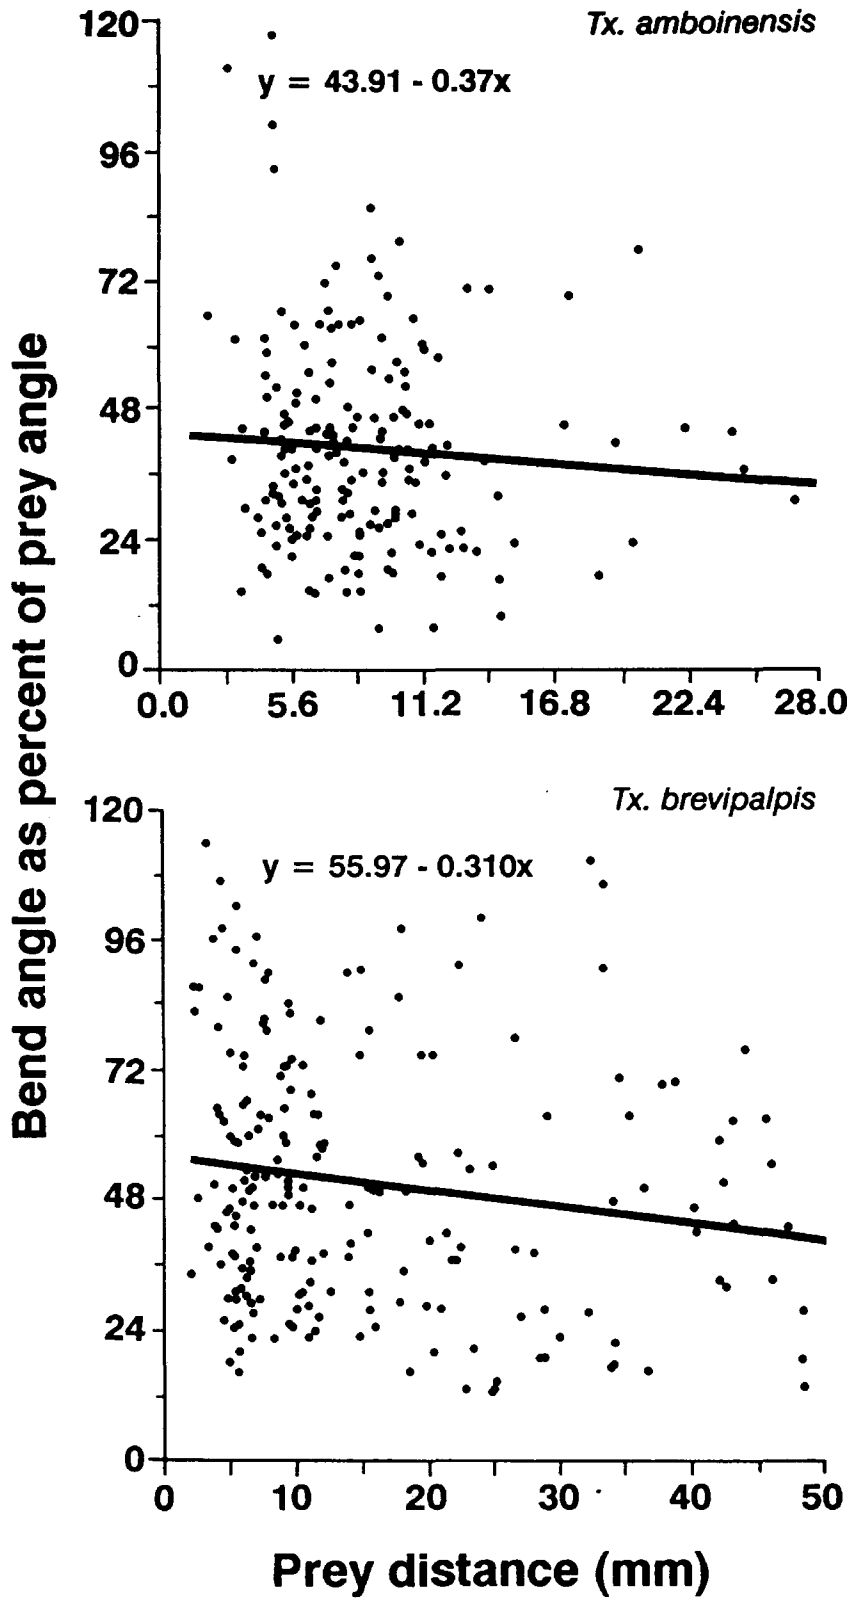 Bend angle as percent of prey angle
Tx. amboinensis
y = 43.91 - 0.37x
120
96
72
48
24
0
0.0 5.6 11.2 16.8 22.4 28.0
Tx. brevipalpis
y = 55.97 - 0.310x
120
96
72
48
24
0
0 10 20 30 40 50
Prey distance (mm)